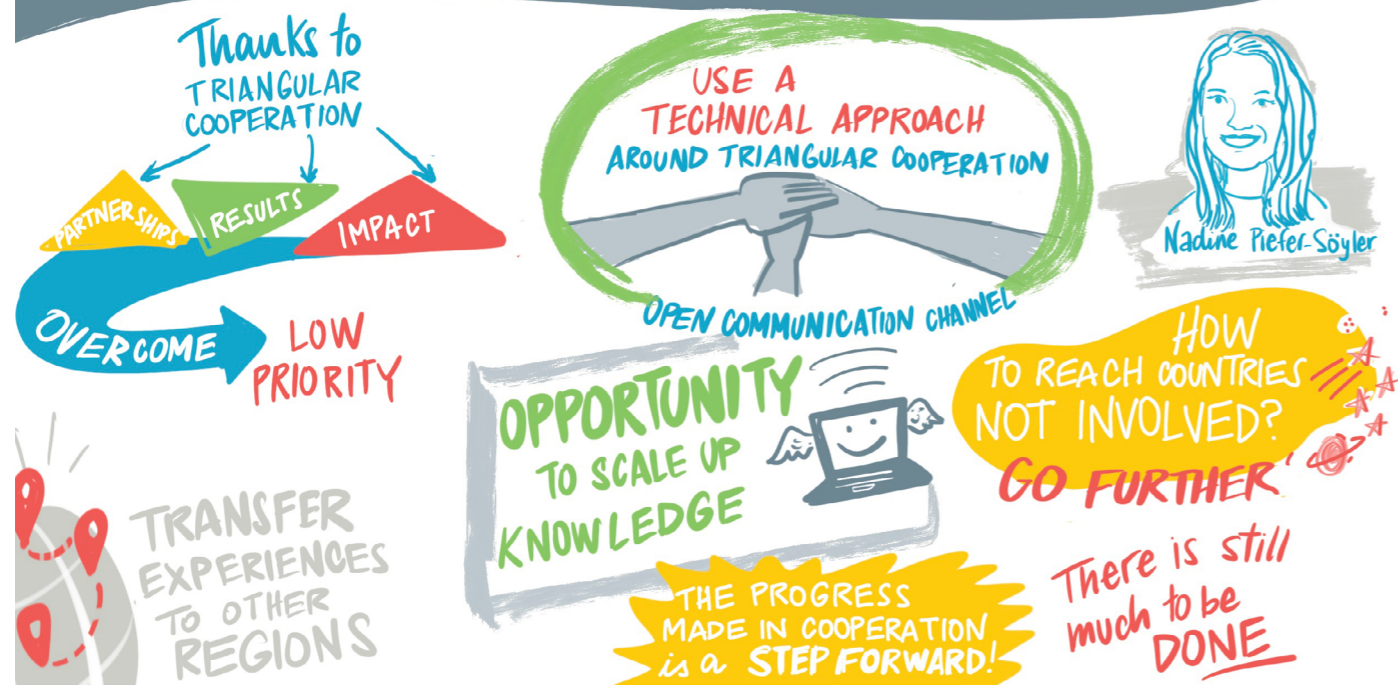 Thanks to
TRIANGULAR
COOPERATION
PARTNERSHIPS
RESULTS
IMPACT
OVERCOME
LOW
PRIORITY
USE A
TECHNICAL APPROACH
AROUND TRIANGULAR COOPERATION
OPEN COMMUNICATION CHANNEL
Nadine Piefer-Söyler
OPPORTUNITY
TO SCALE UP
KNOWLEDGE
HOW
TO REACH COUNTRIES
NOT INVOLVED?
GO FURTHER
TRANSFER
EXPERIENCES
TO OTHER
REGIONS
THE PROGRESS
MADE IN COOPERATION
is a STEP FORWARD!
There is still
much to be
DONE